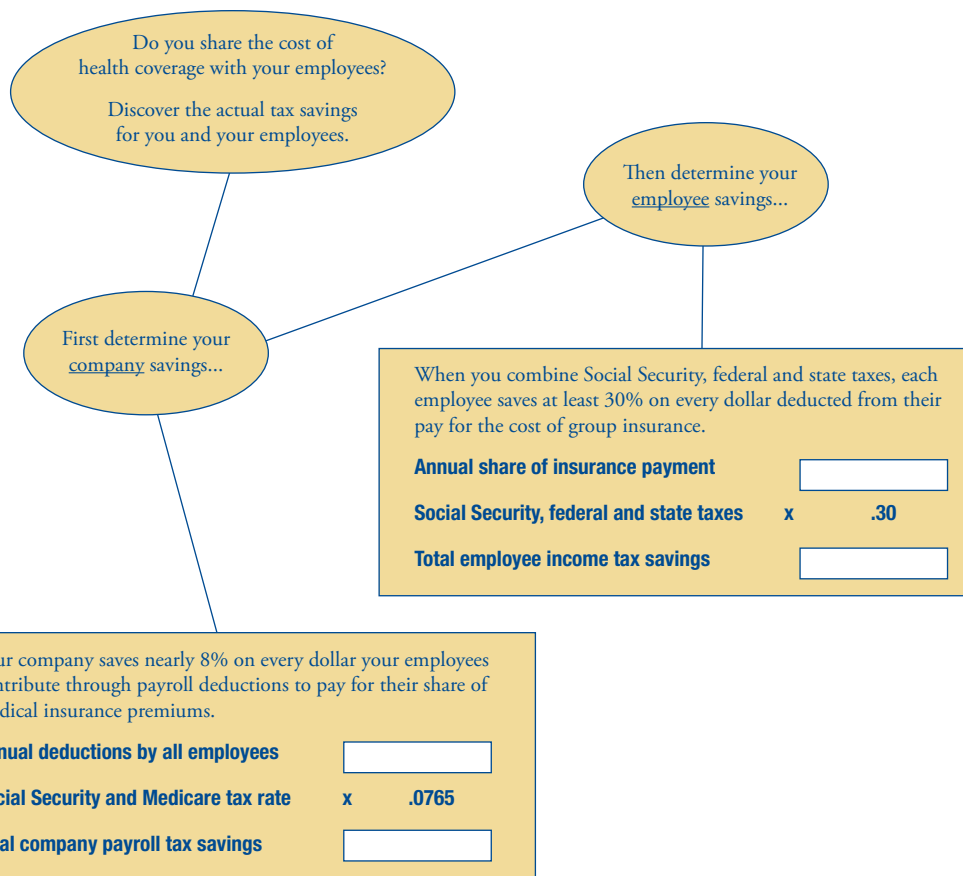 Do you share the cost of
health coverage with your employees?
Discover the actual tax savings
for you and your employees.
Then determine your
employee savings...
First determine your
company savings...
When you combine Social Security, federal and state taxes, each
employee saves at least 30% on every dollar deducted from their
pay for the cost of group insurance.
Annual share of insurance payment
Social Security, federal and state taxes x .30
Total employee income tax savings
ur company saves nearly 8% on every dollar your employees
ntribute through payroll deductions to pay for their share of
dical insurance premiums.
nual deductions by all employees
cial Security and Medicare tax rate x .0765
al company payroll tax savings